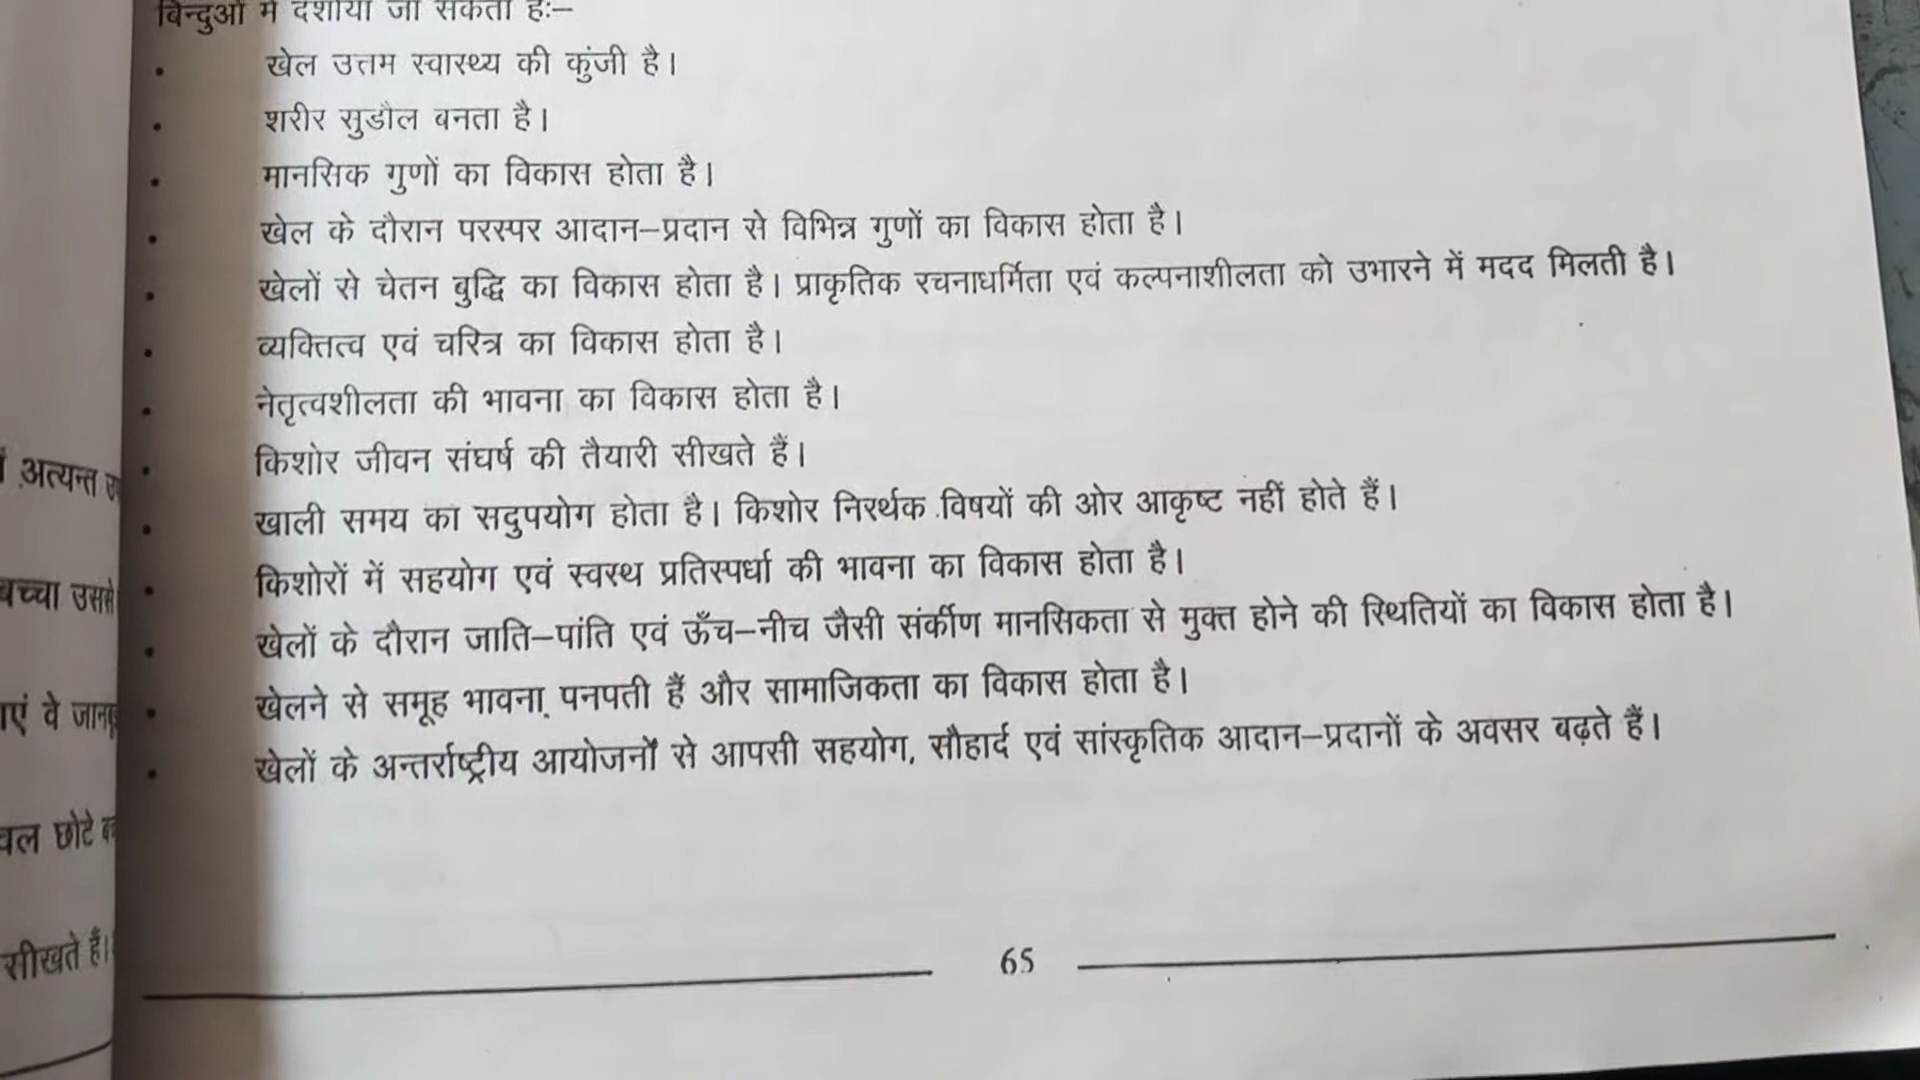 बिन्दुओं में दर्शाया जा सकता है:–
• खेल उत्तम स्वास्थ्य की कुंजी है।
• शरीर सुडौल बनता है।
• मानसिक गुणों का विकास होता है।
• खेल के दौरान परस्पर आदान–प्रदान से विभिन्न गुणों का विकास होता है।
• खेलों से चेतन बुद्धि का विकास होता है। प्राकृतिक रचनाधर्मिता एवं कल्पनाशीलता को उभारने में मदद मिलती है।
• व्यक्तित्व एवं चरित्र का विकास होता है।
• नेतृत्वशीलता की भावना का विकास होता है।
• किशोर जीवन संघर्ष की तैयारी सीखते हैं।
• खाली समय का सदुपयोग होता है। किशोर निरर्थक विषयों की ओर आकृष्ट नहीं होते हैं।
• किशोरों में सहयोग एवं स्वस्थ प्रतिस्पर्धा की भावना का विकास होता है।
• खेलों के दौरान जाति–पांति एवं ऊँच–नीच जैसी संर्कीण मानसिकता से मुक्त होने की स्थितियों का विकास होता है।
• खेलने से समूह भावना पनपती हैं और सामाजिकता का विकास होता है।
• खेलों के अन्तर्राष्ट्रीय आयोजनों से आपसी सहयोग, सौहार्द एवं सांस्कृतिक आदान–प्रदानों के अवसर बढ़ते हैं।
65
अत्यन्त
बच्चा उससे
वे
छोटे
सीखते हैं।